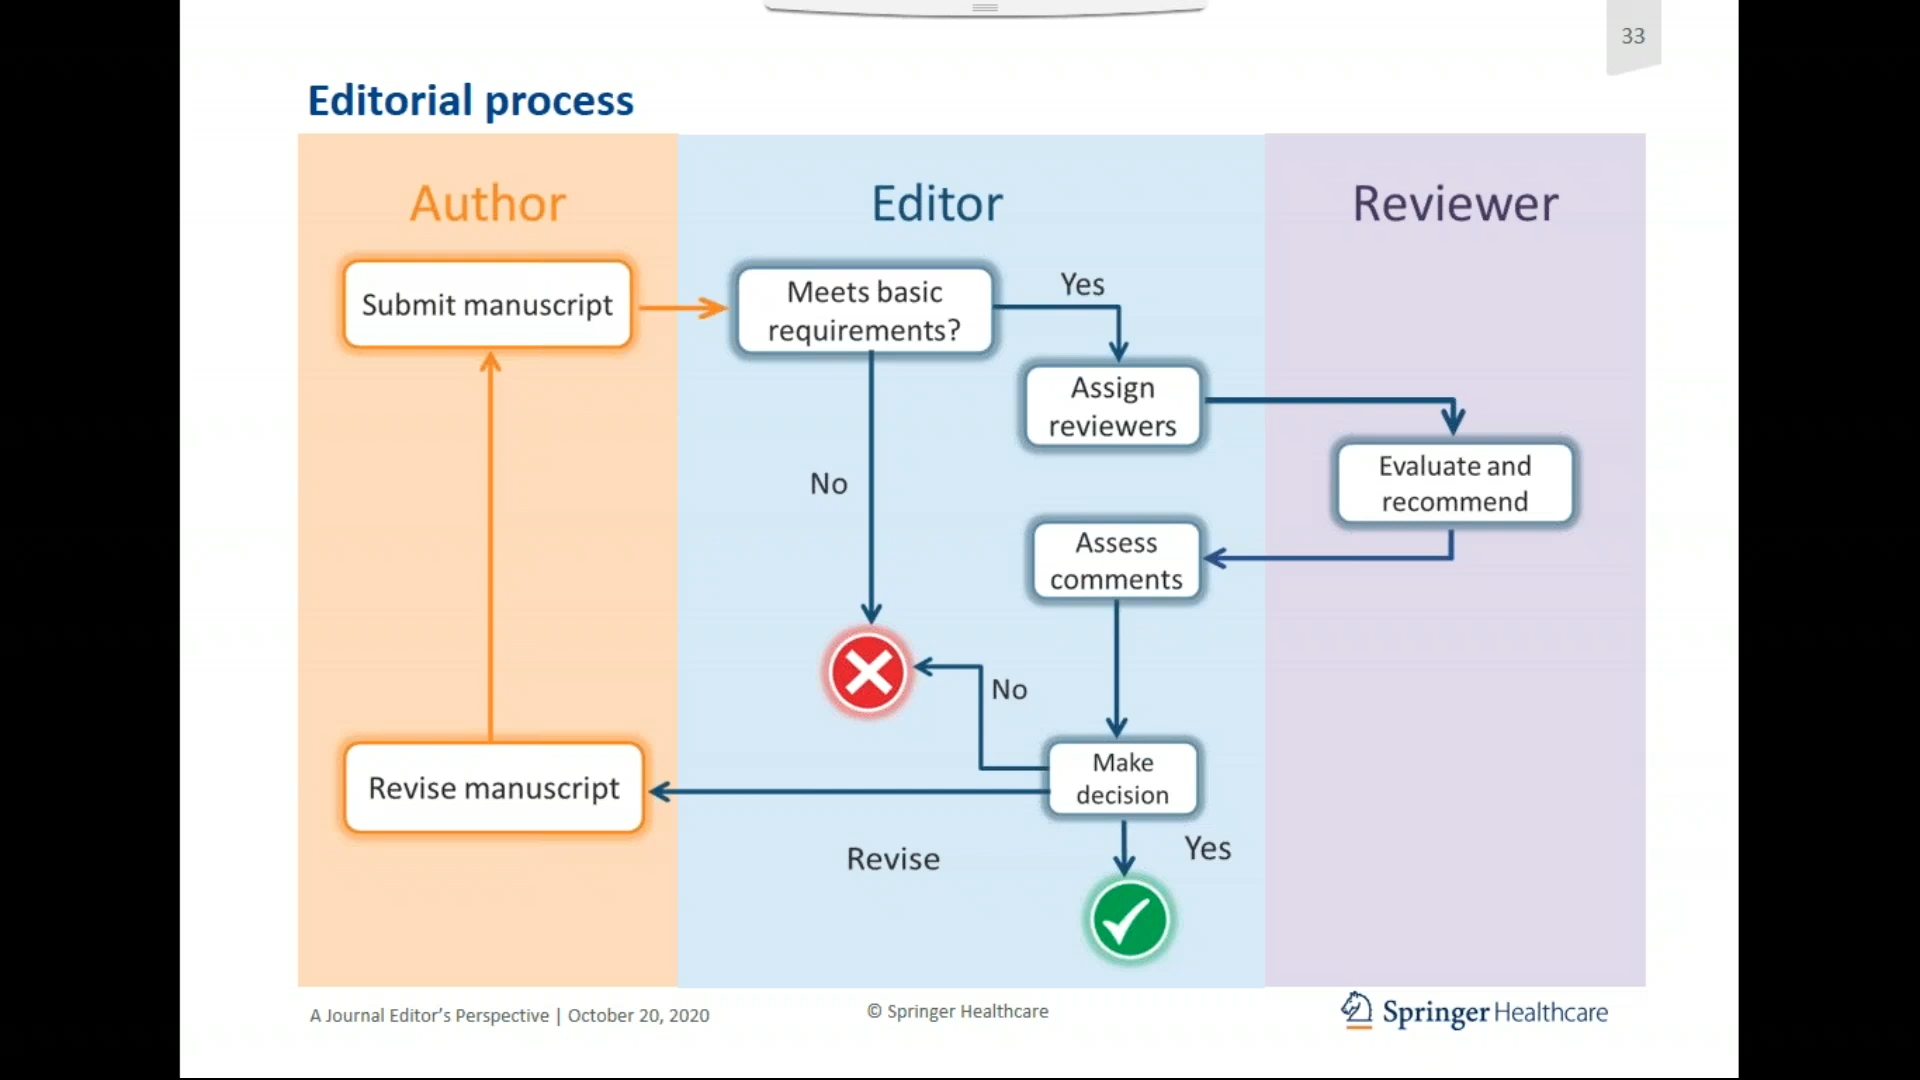 33
Editorial process
Author
Editor
Reviewer
Submit manuscript
Meets basic
requirements?
Yes
Assign
reviewers
Evaluate and
recommend
No
Assess
comments
No
Make
decision
Revise manuscript
Revise
Yes
A Journal Editor’s Perspective | October 20, 2020
© Springer Healthcare
Springer Healthcare